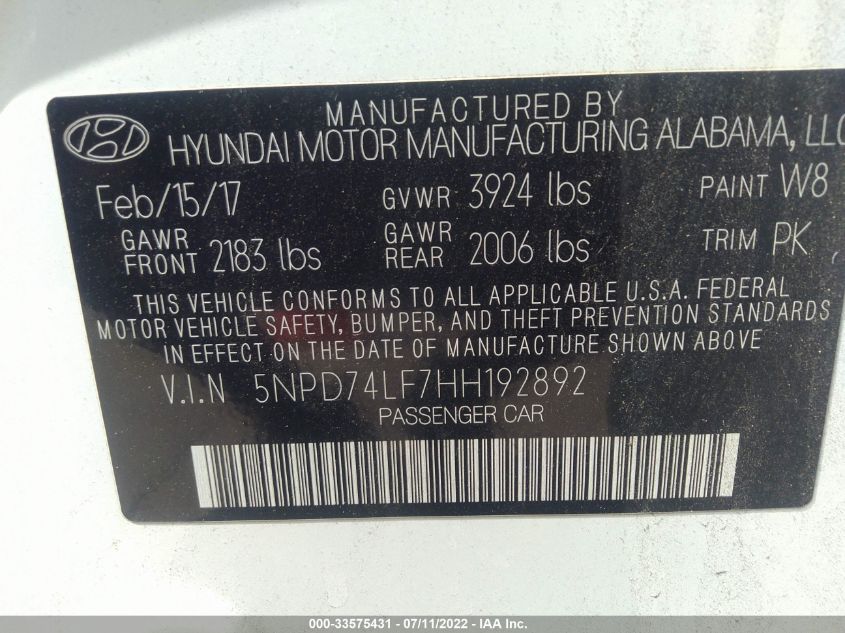 MANUFACTURED BY
HYUNDAI MOTOR MANUFACTURING ALABAMA, LLC
Feb/15/17 GVWR 3924 lbs PAINT W8
GAWR FRONT 2183 lbs GAWR REAR 2006 lbs TRIM PK
THIS VEHICLE CONFORMS TO ALL APPLICABLE U.S.A. FEDERAL
MOTOR VEHICLE SAFETY, BUMPER, AND THEFT PREVENTION STANDARDS
IN EFFECT ON THE DATE OF MANUFACTURE SHOWN ABOVE
V.I.N 5NPD74LF7HH192892
PASSENGER CAR
000-33575431 - 07/11/2022 - IAA Inc.